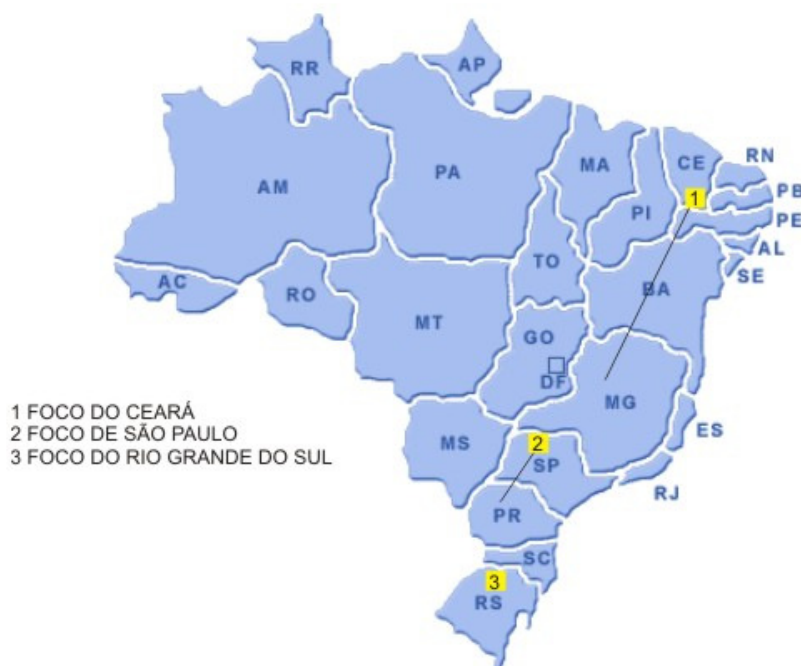 RR
AP
AM
PA
MA
CE
RN
PB
PE
AL
SE
1
PI
TO
BA
AC
RO
MT
GO
DF
MG
ES
RJ
MS
2
SP
PR
SC
3
RS
1 FOCO DO CEARÁ
2 FOCO DE SÃO PAULO
3 FOCO DO RIO GRANDE DO SUL